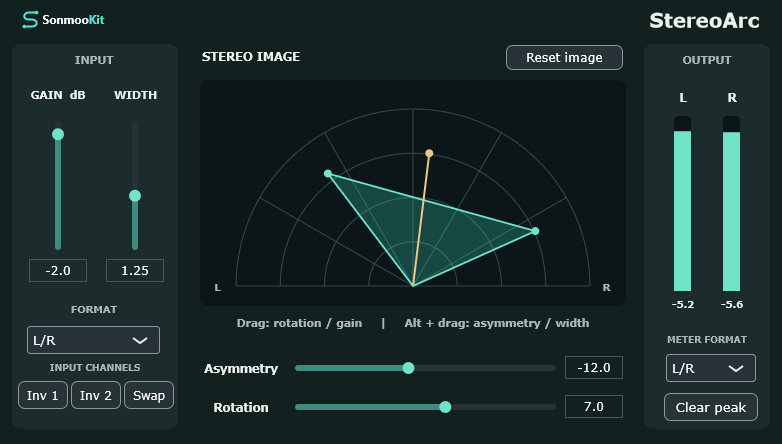 SonmooKit
StereoArc
INPUT
GAIN dB
WIDTH
-2.0
1.25
FORMAT
L/R
INPUT CHANNELS
Inv 1
Inv 2
Swap
STEREO IMAGE
Reset image
L
R
Drag: rotation / gain | Alt + drag: asymmetry / width
Asymmetry
-12.0
Rotation
7.0
OUTPUT
L
R
-5.2
-5.6
METER FORMAT
L/R
Clear peak